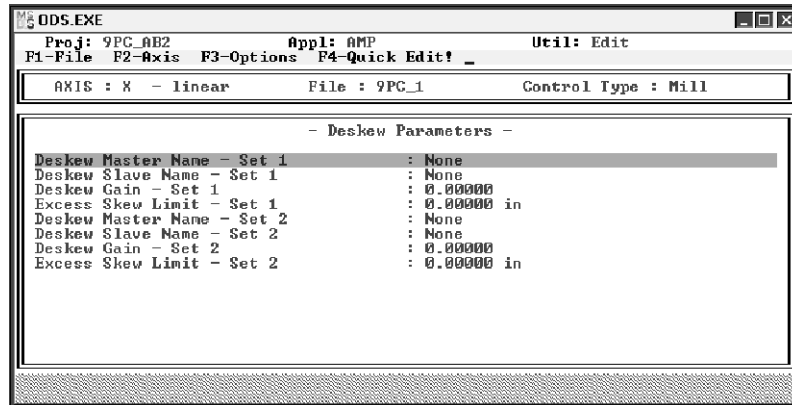 MS DOS ODS.EXE
Proj: 9PC_AB2 Appl: AMP Util: Edit
F1-File F2-Axis F3-Options F4-Quick Edit! _
AXIS : X - linear File : 9PC_1 Control Type : Mill
- Deskew Parameters -
Deskew Master Name - Set 1 : None
Deskew Slave Name - Set 1 : None
Deskew Gain - Set 1 : 0.00000
Excess Skew Limit - Set 1 : 0.00000 in
Deskew Master Name - Set 2 : None
Deskew Slave Name - Set 2 : None
Deskew Gain - Set 2 : 0.00000
Excess Skew Limit - Set 2 : 0.00000 in